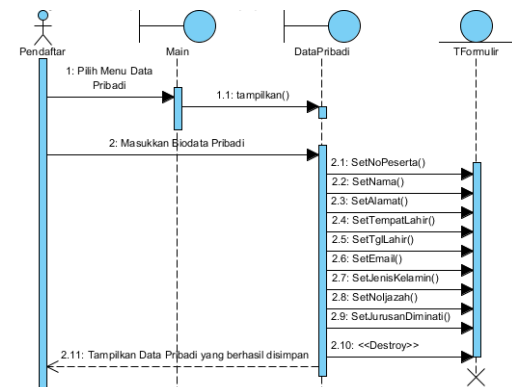 Pendaftar
Main
DataPribadi
TFormulir
1: Pilih Menu Data
Pribadi
1.1: tampilkan()
2: Masukkan Biodata Pribadi
2.1: SetNoPeserta()
2.2: SetNama()
2.3: SetAlamat()
2.4: SetTempatLahir()
2.5: SetTglLahir()
2.6: SetEmail()
2.7: SetJenisKelamin()
2.8: SetNoIjazah()
2.9: SetJurusanDiminati()
2.10: <<Destroy>>
2.11: Tampilkan Data Pribadi yang berhasil disimpan